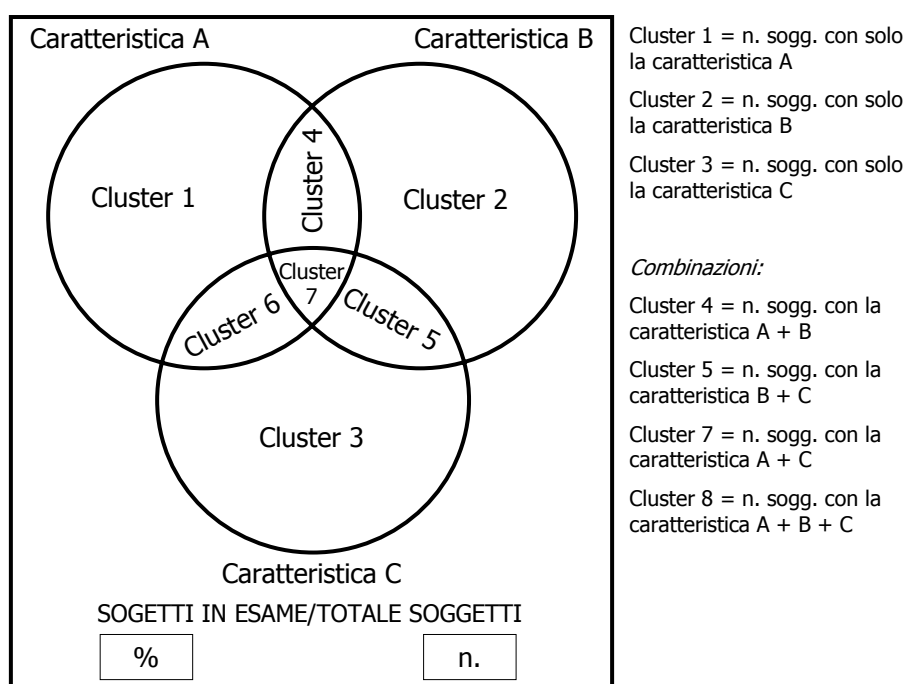 Caratteristica A
Caratteristica B
Cluster 1
Cluster 4
Cluster 2
Cluster
7
Cluster 6
Cluster 5
Cluster 3
Caratteristica C
SOGETTI IN ESAME/TOTALE SOGGETTI
%
n.
Cluster 1 = n. sogg. con solo
la caratteristica A
Cluster 2 = n. sogg. con solo
la caratteristica B
Cluster 3 = n. sogg. con solo
la caratteristica C
Combinazioni:
Cluster 4 = n. sogg. con la
caratteristica A + B
Cluster 5 = n. sogg. con la
caratteristica B + C
Cluster 7 = n. sogg. con la
caratteristica A + C
Cluster 8 = n. sogg. con la
caratteristica A + B + C